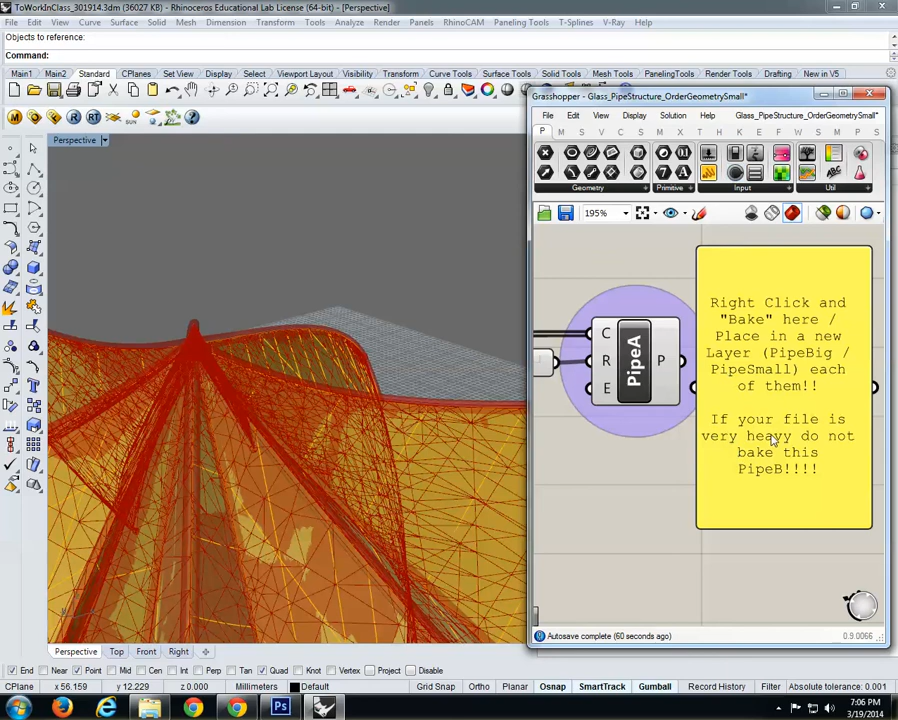 ToWorkInClass_301914.3dm (36027 KB) - Rhinoceros Educational Lab License (64-bit) - [Perspective]
File Edit View Curve Surface Solid Mesh Dimension Transform Tools Analyze Render Panels RhinoCAM Paneling Tools T-Splines V-Ray Help
Objects to reference:
Command:
Main1 Main2 Standard CPlanes Set View Display Select Viewport Layout Visibility Transform Curve Tools Surface Tools Solid Tools Mesh Tools PanelingTools Render Tools Drafting New in V5
Perspective
Grasshopper - Glass_PipeStructure_OrderGeometrySmall*
File Edit View Display Solution Help Glass_PipeStructure_OrderGeometrySmall*
P M S V C S M X T D K M L W T P S
Geometry Primitive Input Util
195%
C
R
E
PipeA
P
Right Click and
"Bake" here /
Place in a new
Layer (PipeBig /
PipeSmall) each
of them!!
If your file is
very heavy do not
bake this
PipeB!!!!
Autosave complete (60 seconds ago)
0.9.0066
Perspective Top Front Right
End Near Point Mid Cen Int Perp Tan Quad Knot Vertex Project Disable
CPlane x 56.159 y 12.229 z 0.000 Millimeters Default Grid Snap Ortho Planar Osnap SmartTrack Gumball Record History Filter Absolute tolerance: 0.001
7:06 PM
3/19/2014